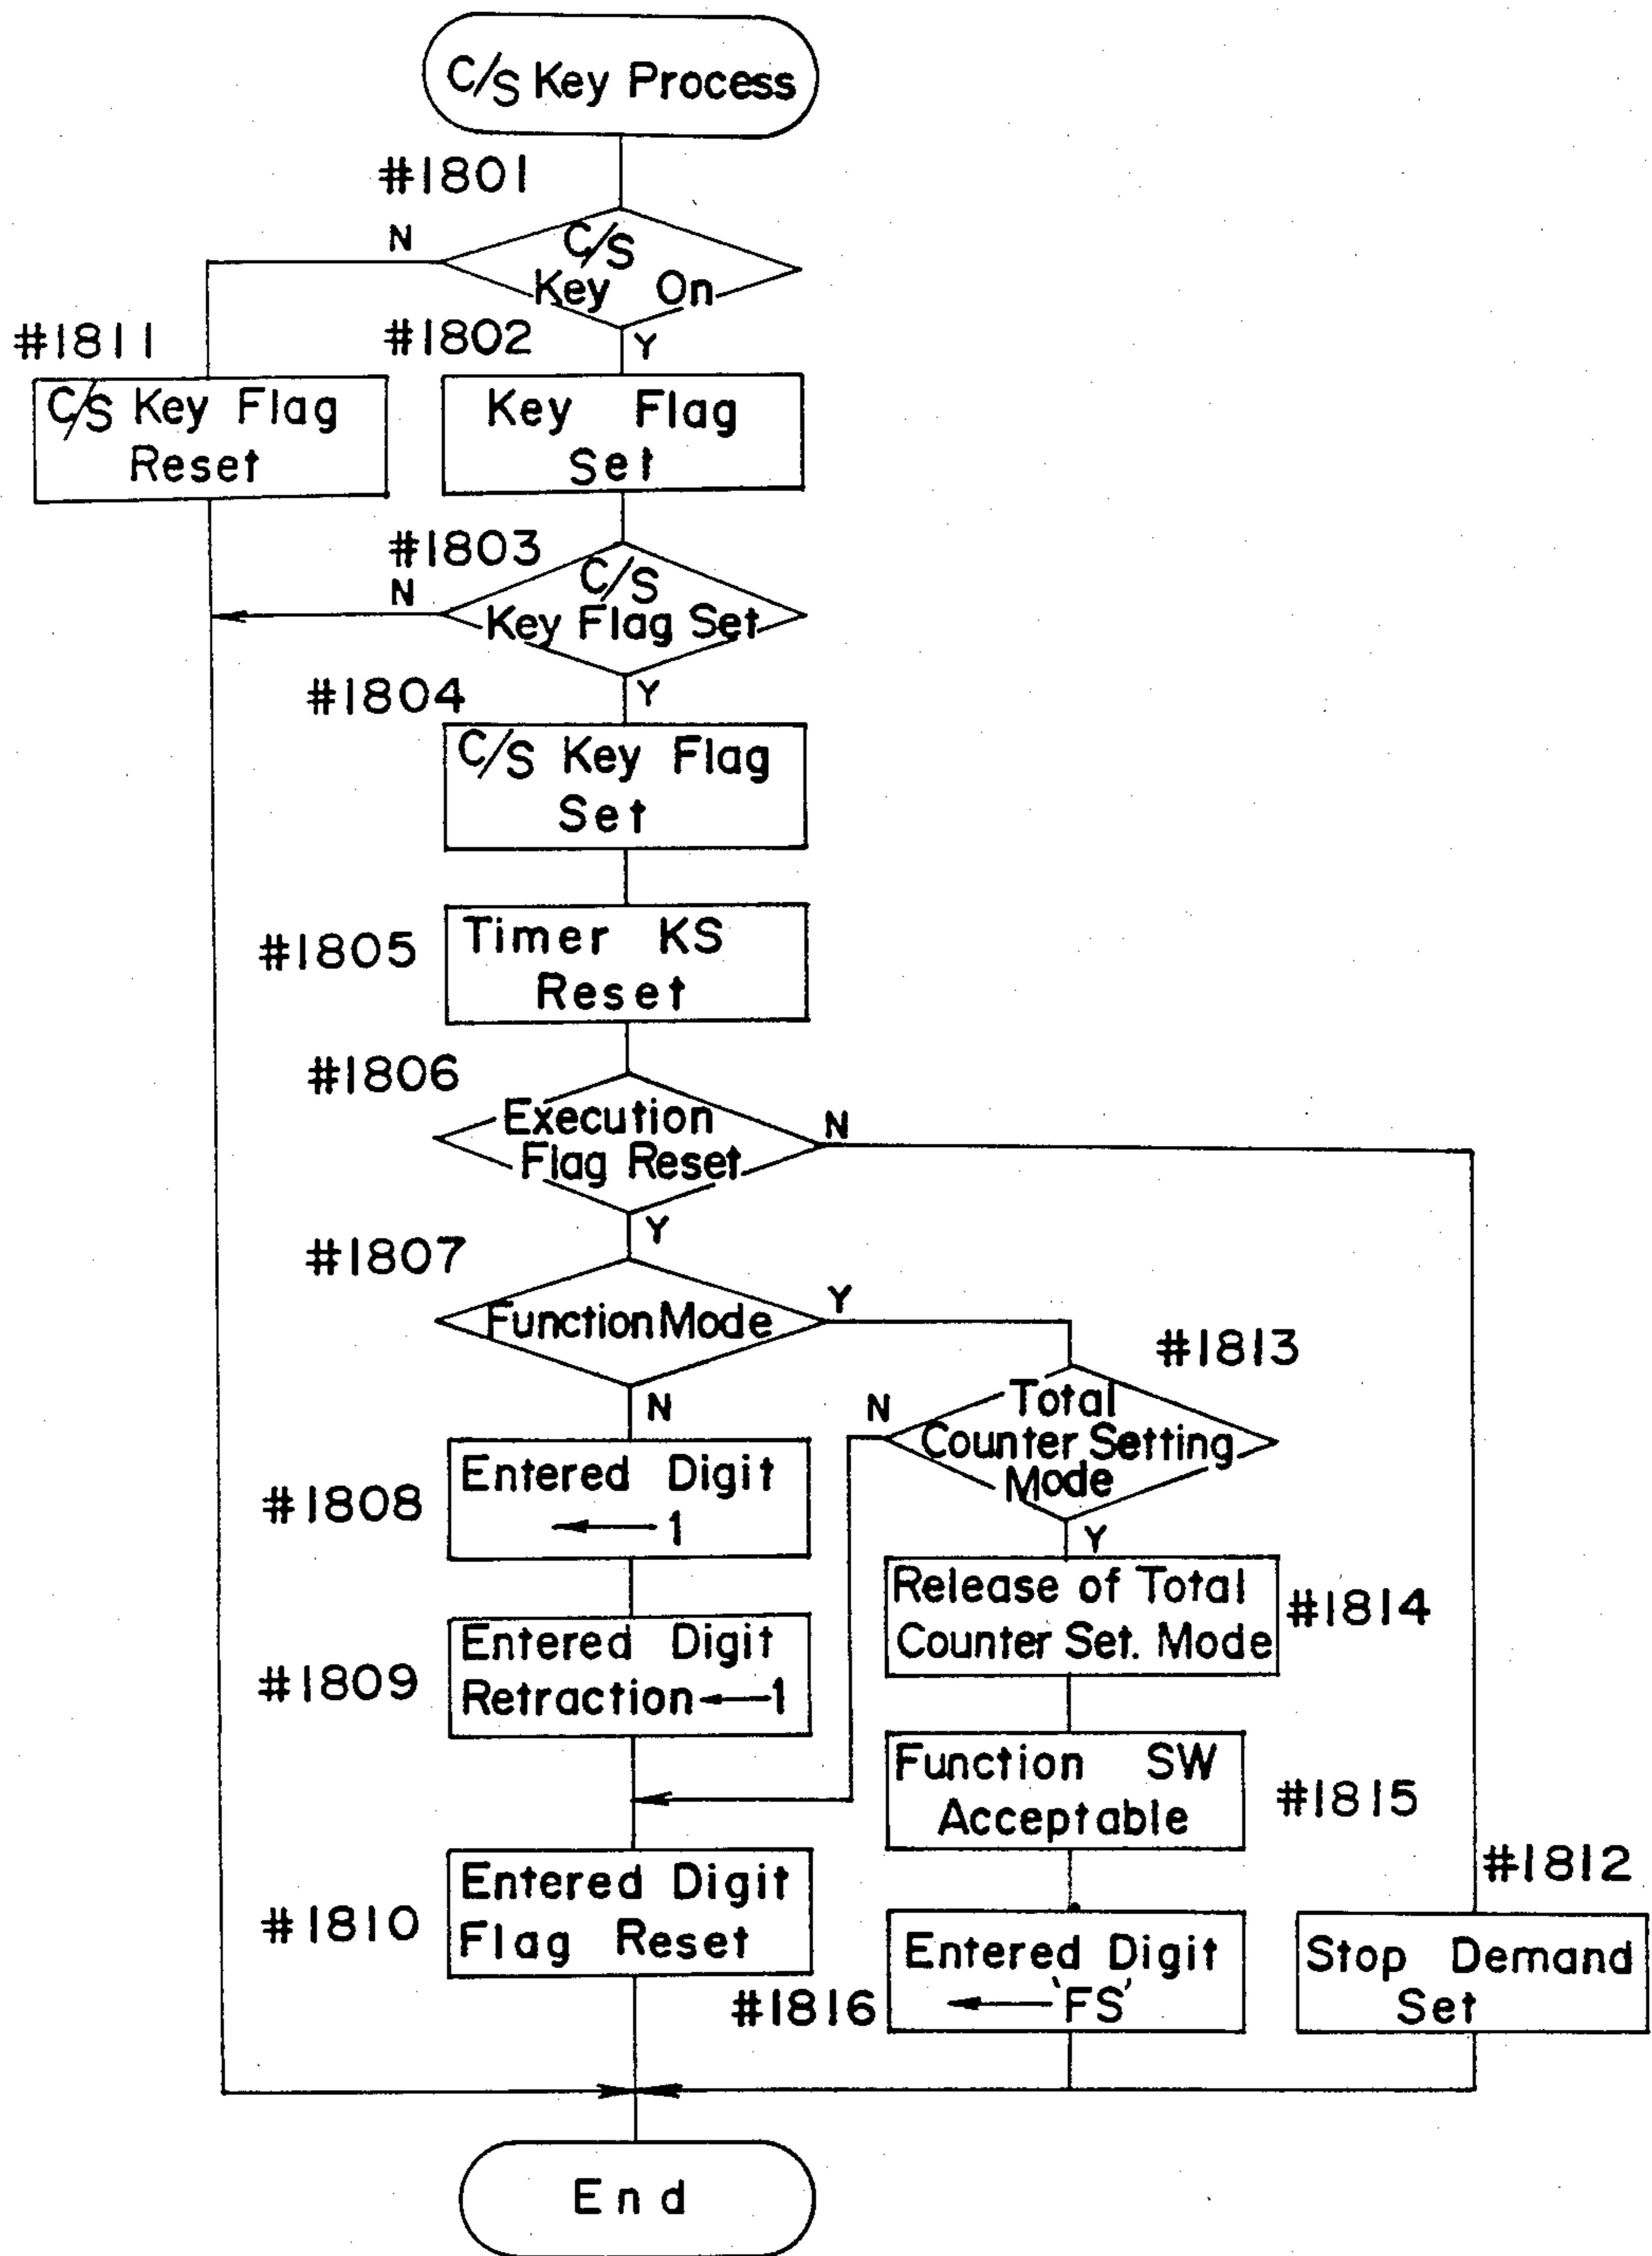 C/S Key Process
#1801
N
C/S
Key On
#1811
#1802
Y
C/S Key Flag
Reset
Key Flag
Set
#1803
N
C/S
Key Flag Set
#1804
Y
C/S Key Flag
Set
#1805
Timer KS
Reset
#1806
Execution
Flag Reset
N
Y
#1807
Function Mode
Y
N
#1813
N
Total
Counter Setting
Mode
Y
#1808
Entered Digit
← 1
Release of Total
Counter Set. Mode
#1814
#1809
Entered Digit
Retraction ← 1
Function SW
Acceptable
#1815
#1812
#1810
Entered Digit
Flag Reset
#1816
Entered Digit
← 'FS'
Stop Demand
Set
End